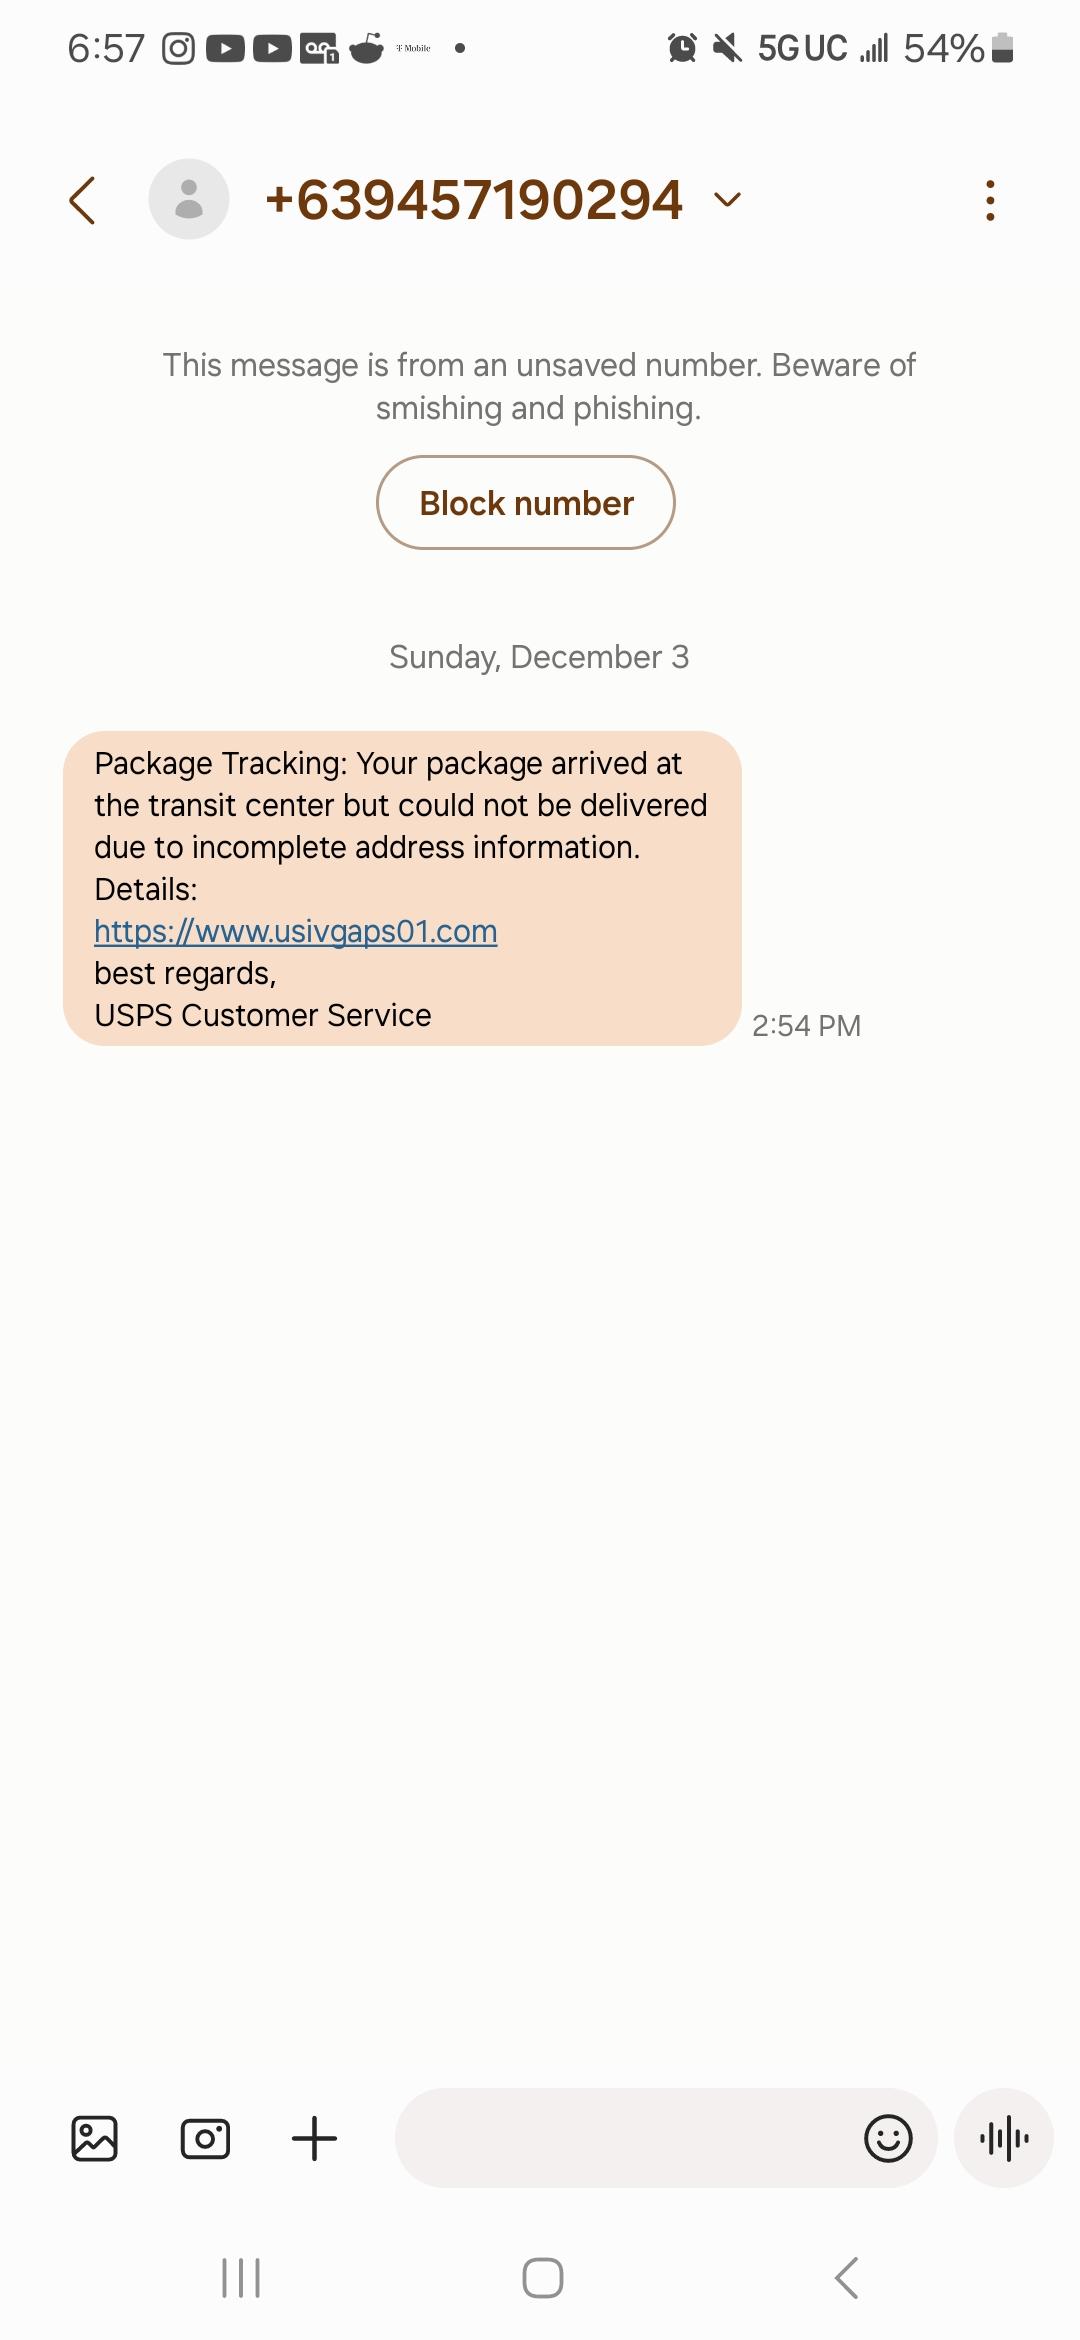 6:57 T Mobile 5G UC 54%
+639457190294
This message is from an unsaved number. Beware of
smishing and phishing.
Block number
Sunday, December 3
Package Tracking: Your package arrived at
the transit center but could not be delivered
due to incomplete address information.
Details:
https://www.usivgaps01.com
best regards,
USPS Customer Service
2:54 PM